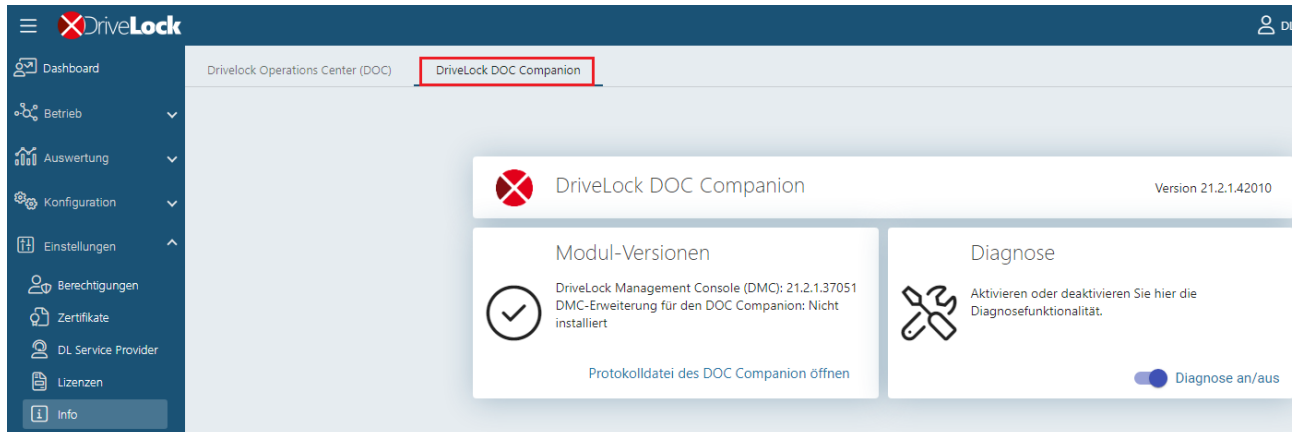 DriveLock
DL
Dashboard
Drivelock Operations Center (DOC)
DriveLock DOC Companion
Betrieb
Auswertung
Konfiguration
Einstellungen
Berechtigungen
Zertifikate
DL Service Provider
Lizenzen
Info
DriveLock DOC Companion
Version 21.2.1.42010
Modul-Versionen
DriveLock Management Console (DMC): 21.2.1.37051
DMC-Erweiterung für den DOC Companion: Nicht
installiert
Protokolldatei des DOC Companion öffnen
Diagnose
Aktivieren oder deaktivieren Sie hier die
Diagnosefunktionalität.
Diagnose an/aus